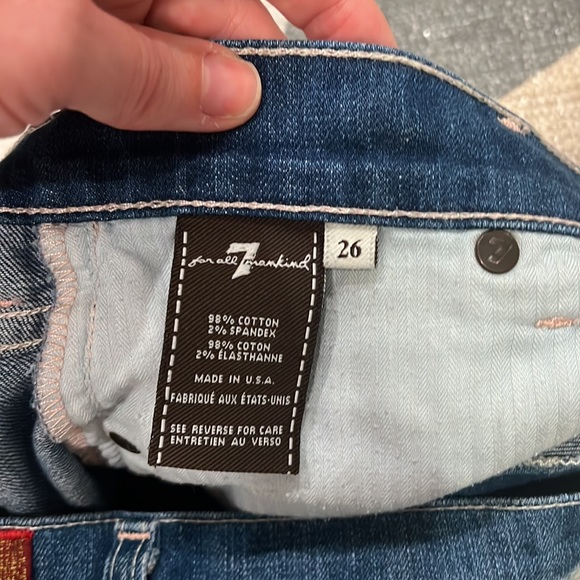 7
for all mankind
26
98% COTTON
2% SPANDEX
98% COTON
2% ÉLASTHANNE
MADE IN U.S.A.
FABRIQUÉ AUX ÉTATS-UNIS
SEE REVERSE FOR CARE
ENTRETIEN AU VERSO
7